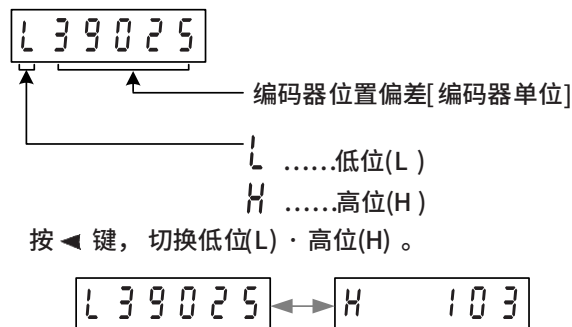 L 39025
编码器位置偏差[编码器单位]
L ……低位(L)
H ……高位(H)
按 ◀ 键， 切换低位(L)·高位(H) 。
L 39025 H 103